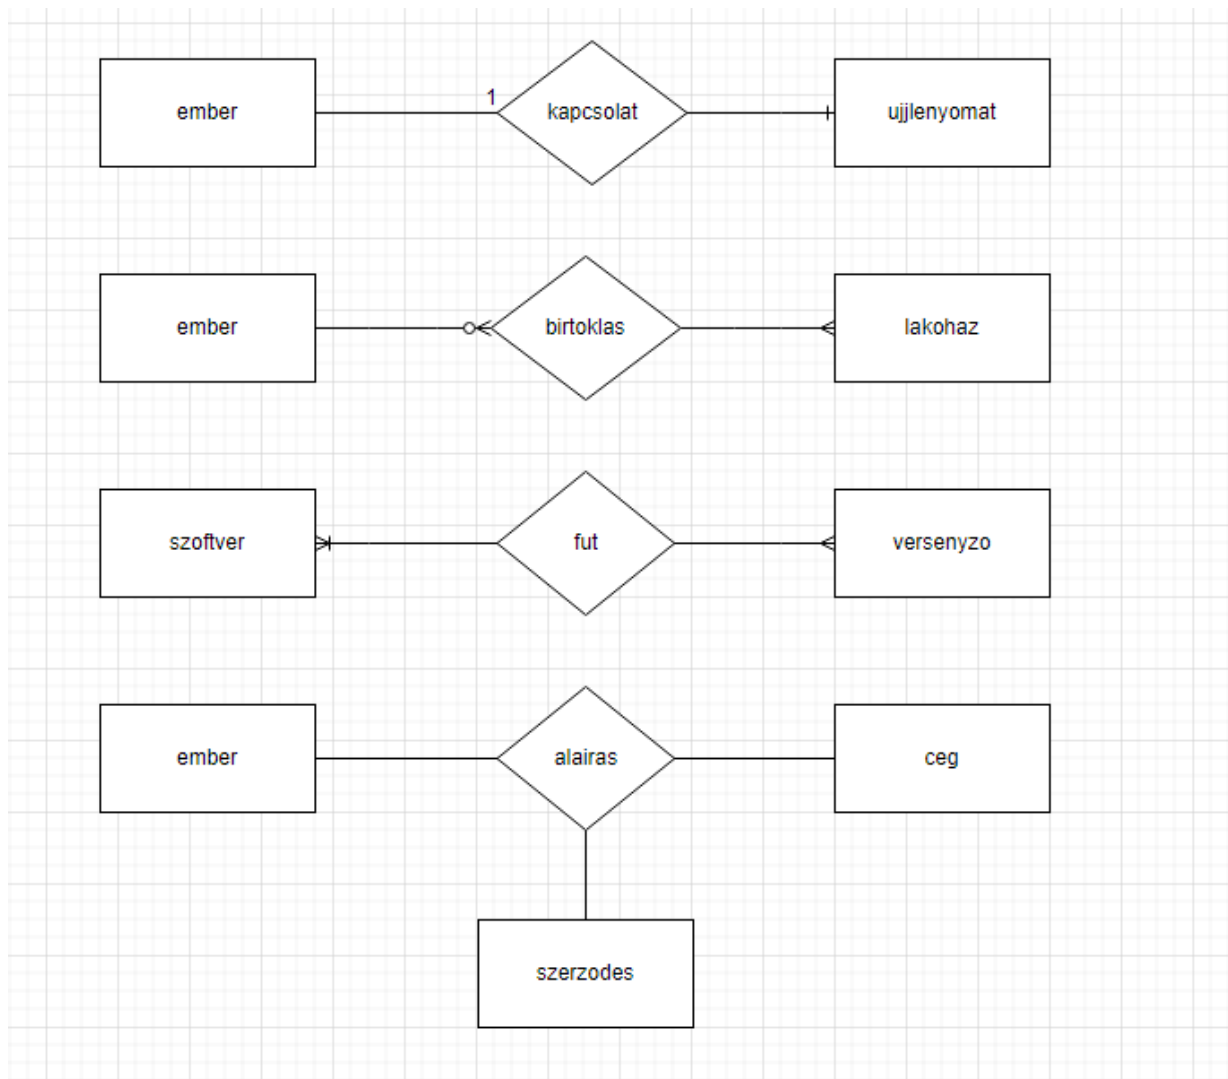 ember
1
kapcsolat
ujjlenyomat
ember
birtoklas
lakohaz
szoftver
fut
versenyzo
ember
alairas
ceg
szerzodes